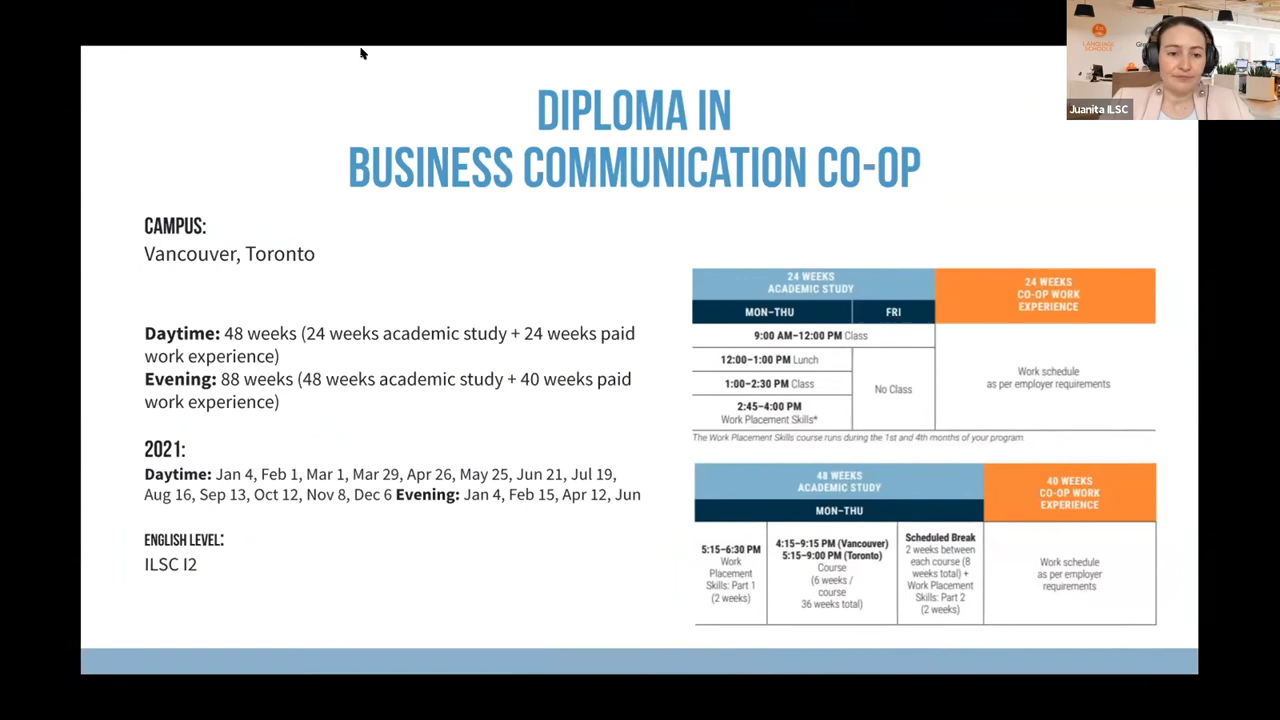 LANGUAGE
SCHOOLS
Gre
Juanita ILSC
DIPLOMA IN
BUSINESS COMMUNICATION CO-OP
CAMPUS:
Vancouver, Toronto
Daytime: 48 weeks (24 weeks academic study + 24 weeks paid
work experience)
Evening: 88 weeks (48 weeks academic study + 40 weeks paid
work experience)
2021:
Daytime: Jan 4, Feb 1, Mar 1, Mar 29, Apr 26, May 25, Jun 21, Jul 19,
Aug 16, Sep 13, Oct 12, Nov 8, Dec 6 Evening: Jan 4, Feb 15, Apr 12, Jun
ENGLISH LEVEL:
ILSC I2
24 WEEKS
ACADEMIC STUDY
24 WEEKS
CO-OP WORK
EXPERIENCE
MON–THU
FRI
9:00 AM–12:00 PM Class
12:00–1:00 PM Lunch
1:00–2:30 PM Class
2:45–4:00 PM
Work Placement Skills*
No Class
Work schedule
as per employer requirements
The Work Placement Skills course runs during the 1st and 4th months of your program
48 WEEKS
ACADEMIC STUDY
40 WEEKS
CO-OP WORK
EXPERIENCE
MON–THU
5:15–6:30 PM
Work
Placement
Skills: Part 1
(2 weeks)
4:15–9:15 PM (Vancouver)
5:15–9:00 PM (Toronto)
Course
(6 weeks /
course
36 weeks total)
Scheduled Break
2 weeks between
each course (8
weeks total) +
Work Placement
Skills: Part 2
(2 weeks)
Work schedule
as per employer
requirements